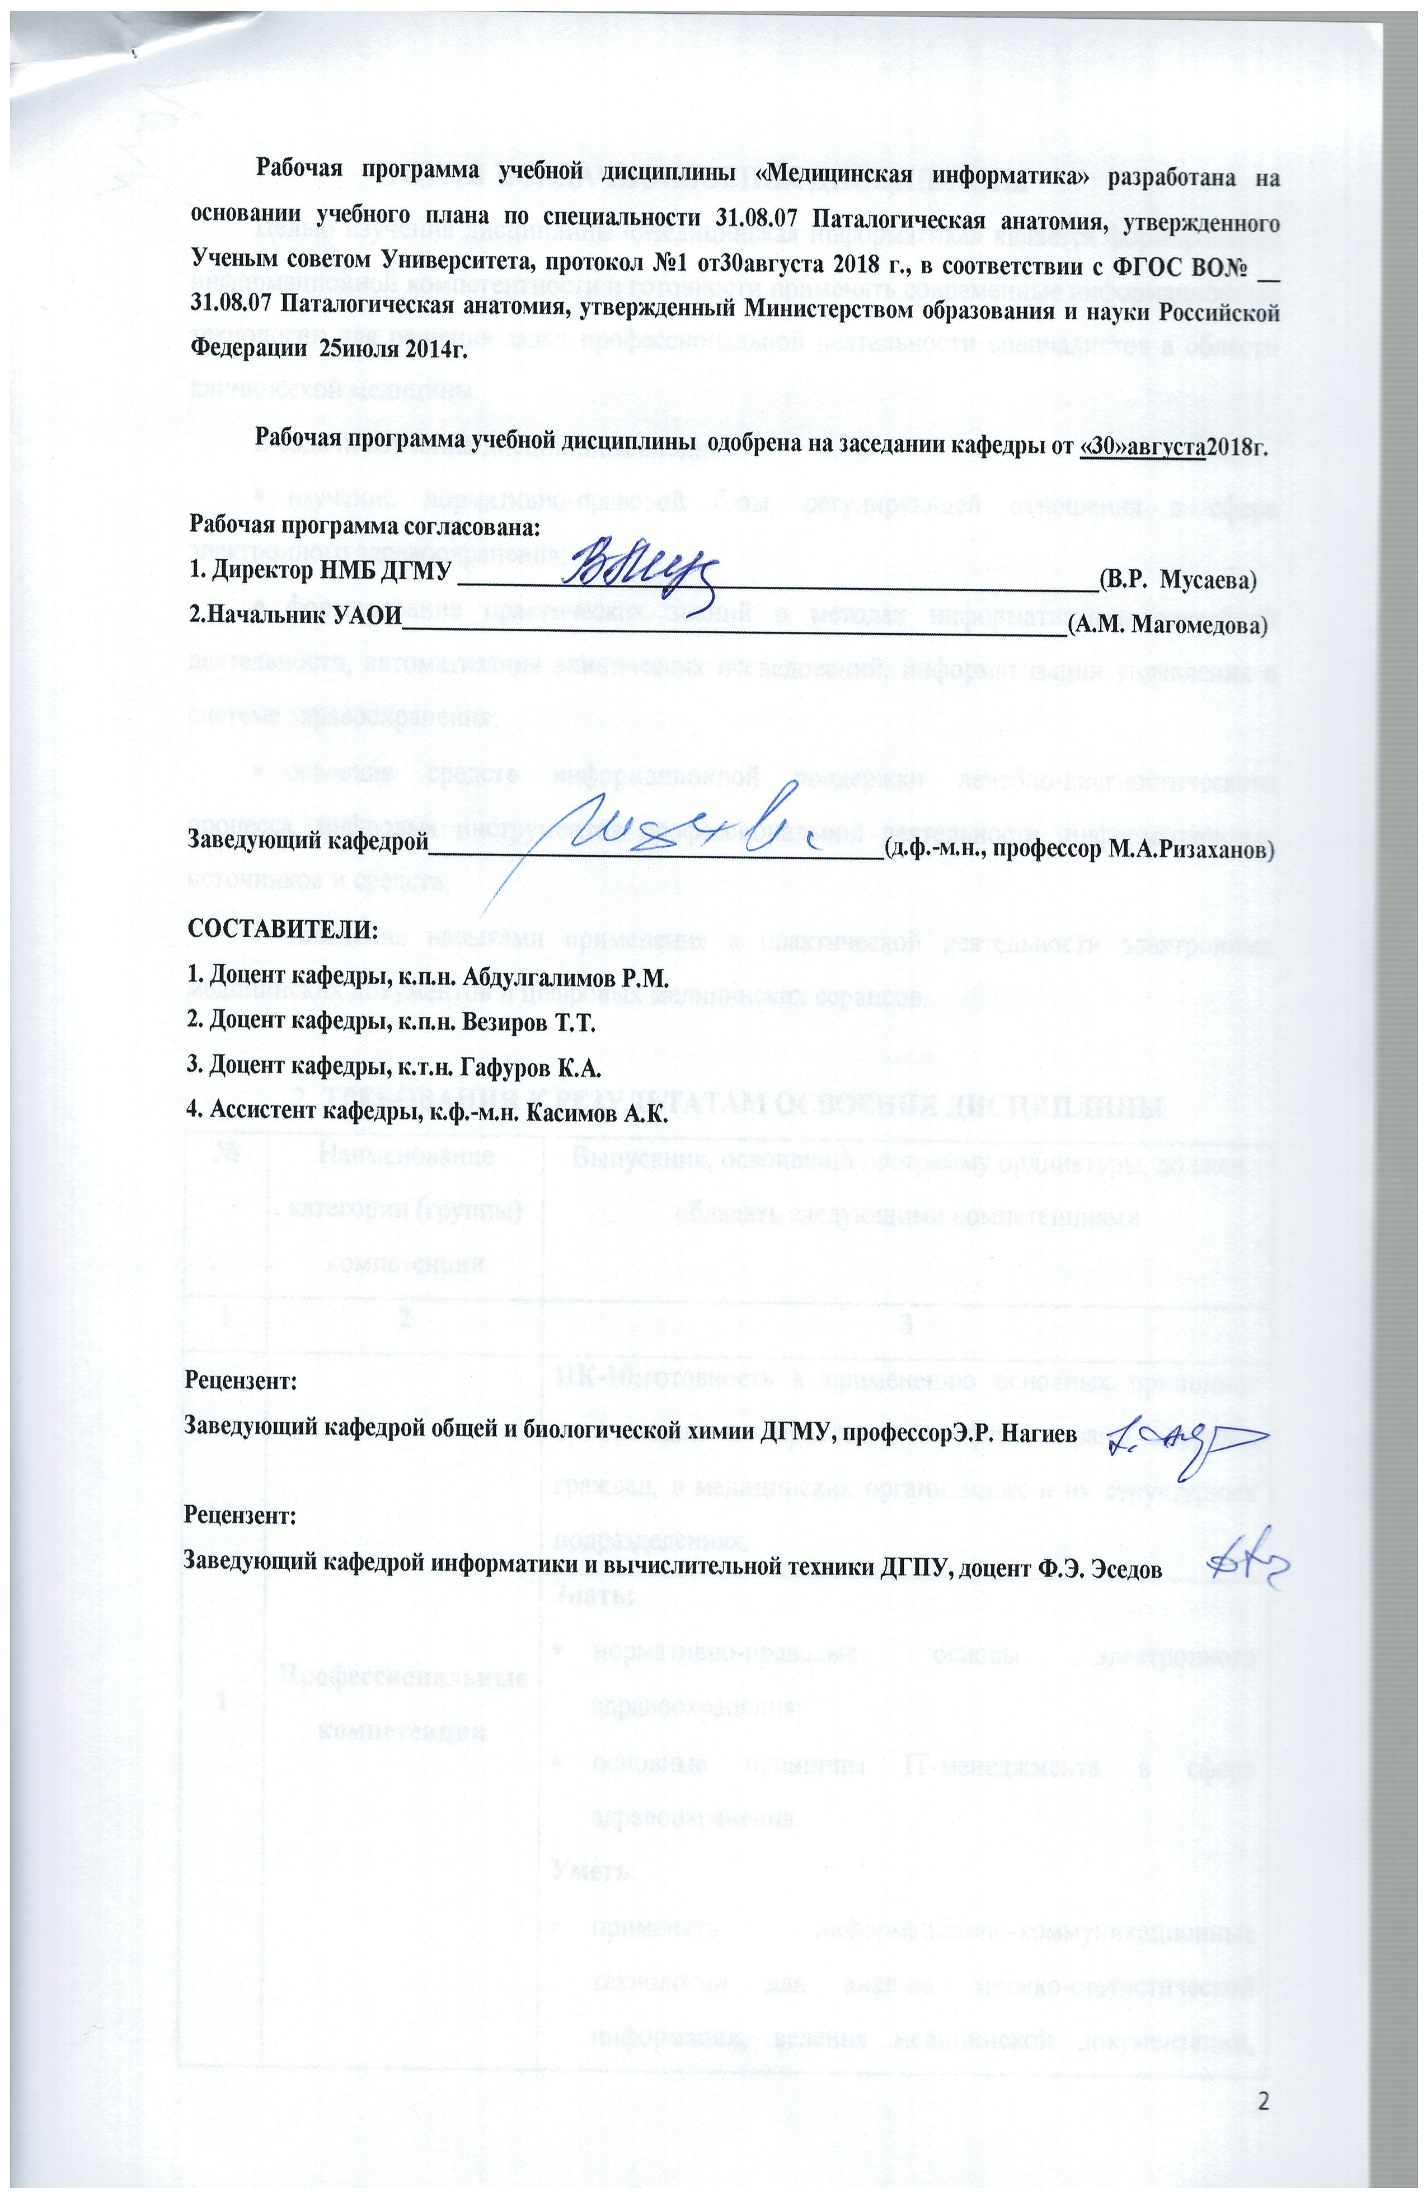 Рабочая программа учебной дисциплины «Медицинская информатика» разработана на
основании учебного плана по специальности 31.08.07 Паталогическая анатомия, утвержденного
Ученым советом Университета, протокол №1 от30августа 2018 г., в соответствии с ФГОС ВО№ __
31.08.07 Паталогическая анатомия, утвержденный Министерством образования и науки Российской
Федерации 25июля 2014г.
Рабочая программа учебной дисциплины одобрена на заседании кафедры от «30»августа2018г.
Рабочая программа согласована:
1. Директор НМБ ДГМУ (В.Р. Мусаева)
2.Начальник УАОИ (А.М. Магомедова)
Заведующий кафедрой (д.ф.-м.н., профессор М.А.Ризаханов)
СОСТАВИТЕЛИ:
1. Доцент кафедры, к.п.н. Абдулгалимов Р.М.
2. Доцент кафедры, к.п.н. Везиров Т.Т.
3. Доцент кафедры, к.т.н. Гафуров К.А.
4. Ассистент кафедры, к.ф.-м.н. Касимов А.К.
Рецензент:
Заведующий кафедрой общей и биологической химии ДГМУ, профессорЭ.Р. Нагиев
Рецензент:
Заведующий кафедрой информатики и вычислительной техники ДГПУ, доцент Ф.Э. Эседов
2